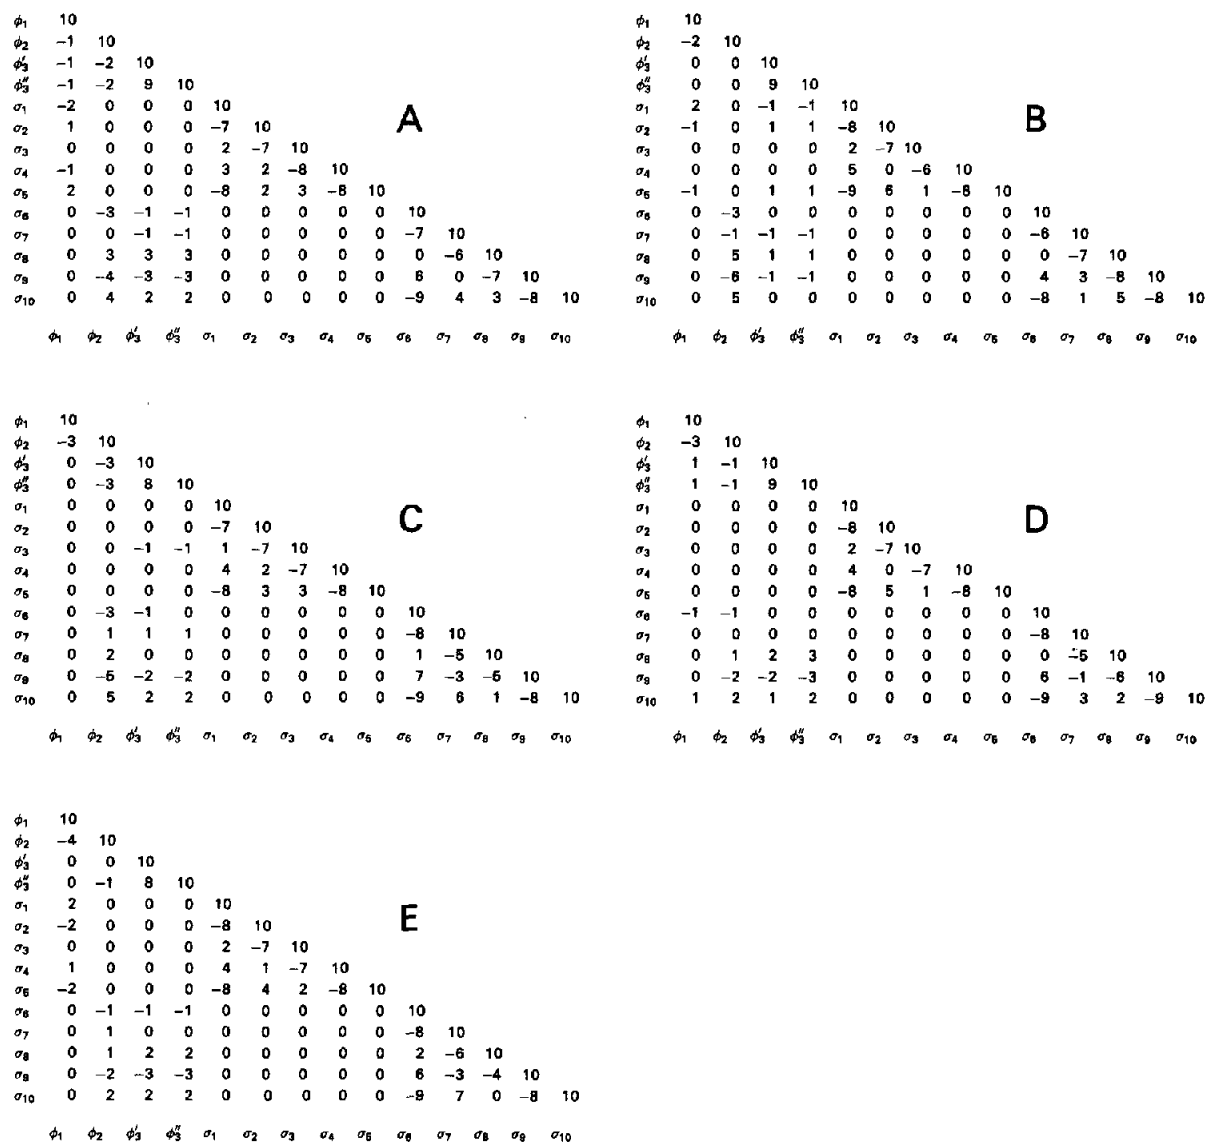 ϕ₁ 10
ϕ₂ −1 10
ϕ₃′ −1 −2 10
ϕ₃″ −1 −2 9 10
σ₁ −2 0 0 0 10
σ₂ 1 0 0 0 −7 10
σ₃ 0 0 0 0 2 −7 10
σ₄ −1 0 0 0 3 2 −8 10
σ₅ 2 0 0 0 −8 2 3 −8 10
σ₆ 0 −3 −1 −1 0 0 0 0 0 10
σ₇ 0 0 −1 −1 0 0 0 0 0 −7 10
σ₈ 0 3 3 3 0 0 0 0 0 0 −6 10
σ₉ 0 −4 −3 −3 0 0 0 0 0 6 0 −7 10
σ₁₀ 0 4 2 2 0 0 0 0 0 −9 4 3 −8 10
ϕ₁ ϕ₂ ϕ₃′ ϕ₃″ σ₁ σ₂ σ₃ σ₄ σ₅ σ₆ σ₇ σ₈ σ₉ σ₁₀
A
ϕ₁ 10
ϕ₂ −2 10
ϕ₃′ 0 0 10
ϕ₃″ 0 0 9 10
σ₁ 2 0 −1 −1 10
σ₂ −1 0 1 1 −8 10
σ₃ 0 0 0 0 2 −7 10
σ₄ 0 0 0 0 5 0 −6 10
σ₅ −1 0 1 1 −9 6 1 −8 10
σ₆ 0 −3 0 0 0 0 0 10
σ₇ 0 −1 −1 −1 0 0 0 0 0 −6 10
σ₈ 0 5 1 1 0 0 0 0 0 0 −7 10
σ₉ 0 −6 −1 −1 0 0 0 0 0 4 3 −8 10
σ₁₀ 0 5 0 0 0 0 0 0 0 −8 1 5 −8 10
ϕ₁ ϕ₂ ϕ₃′ ϕ₃″ σ₁ σ₂ σ₃ σ₄ σ₅ σ₆ σ₇ σ₈ σ₉ σ₁₀
B
ϕ₁ 10
ϕ₂ −3 10
ϕ₃′ 0 −3 10
ϕ₃″ 0 −3 8 10
σ₁ 0 0 0 0 10
σ₂ 0 0 0 0 −7 10
σ₃ 0 0 −1 −1 1 −7 10
σ₄ 0 0 0 0 4 2 −7 10
σ₅ 0 0 0 0 −8 3 3 −8 10
σ₆ 0 −3 −1 0 0 0 0 0 10
σ₇ 0 1 1 1 0 0 0 0 0 −8 10
σ₈ 0 2 0 0 0 0 0 0 0 1 −5 10
σ₉ 0 −5 −2 −2 0 0 0 0 0 7 −3 −5 10
σ₁₀ 0 5 2 2 0 0 0 0 0 −9 6 1 −8 10
ϕ₁ ϕ₂ ϕ₃′ ϕ₃″ σ₁ σ₂ σ₃ σ₄ σ₅ σ₆ σ₇ σ₈ σ₉ σ₁₀
C
ϕ₁ 10
ϕ₂ −3 10
ϕ₃′ 1 −1 10
ϕ₃″ 1 −1 9 10
σ₁ 0 0 0 0 10
σ₂ 0 0 0 0 −8 10
σ₃ 0 0 0 0 2 −7 10
σ₄ 0 0 0 0 4 0 −7 10
σ₅ 0 0 0 0 −8 5 1 −8 10
σ₆ −1 −1 0 0 0 0 0 0 0 10
σ₇ 0 0 0 0 0 0 0 0 0 −8 10
σ₈ 0 1 2 3 0 0 0 0 0 0 −5 10
σ₉ 0 −2 −2 −3 0 0 0 0 0 6 −1 −6 10
σ₁₀ 1 2 1 2 0 0 0 0 0 −9 3 2 −9 10
ϕ₁ ϕ₂ ϕ₃′ ϕ₃″ σ₁ σ₂ σ₃ σ₄ σ₅ σ₆ σ₇ σ₈ σ₉ σ₁₀
D
ϕ₁ 10
ϕ₂ −4 10
ϕ₃′ 0 0 10
ϕ₃″ 0 −1 8 10
σ₁ 2 0 0 0 10
σ₂ −2 0 0 0 −8 10
σ₃ 0 0 0 0 2 −7 10
σ₄ 1 0 0 0 4 1 −7 10
σ₅ −2 0 0 0 −8 4 2 −8 10
σ₆ 0 −1 −1 −1 0 0 0 0 0 10
σ₇ 0 1 0 0 0 0 0 0 0 −8 10
σ₈ 0 1 2 2 0 0 0 0 0 2 −6 10
σ₉ 0 −2 −3 −3 0 0 0 0 0 6 −3 −4 10
σ₁₀ 0 2 2 2 0 0 0 0 0 −9 7 0 −8 10
ϕ₁ ϕ₂ ϕ₃′ ϕ₃″ σ₁ σ₂ σ₃ σ₄ σ₅ σ₆ σ₇ σ₈ σ₉ σ₁₀
E